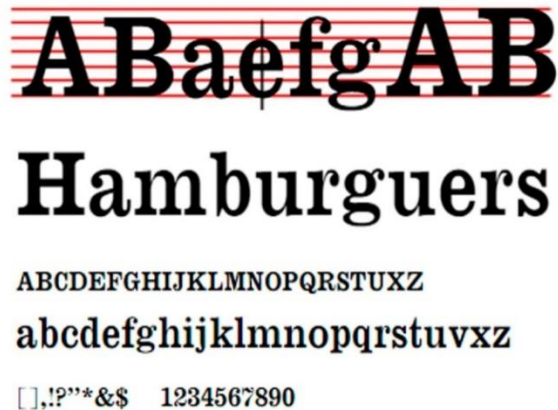 ABaefgAB
Hamburguers
ABCDEFGHIJKLMNOPQRSTUXZ
abcdefghijklmnopqrstuvxz
[ ],!?”*&$ 1234567890